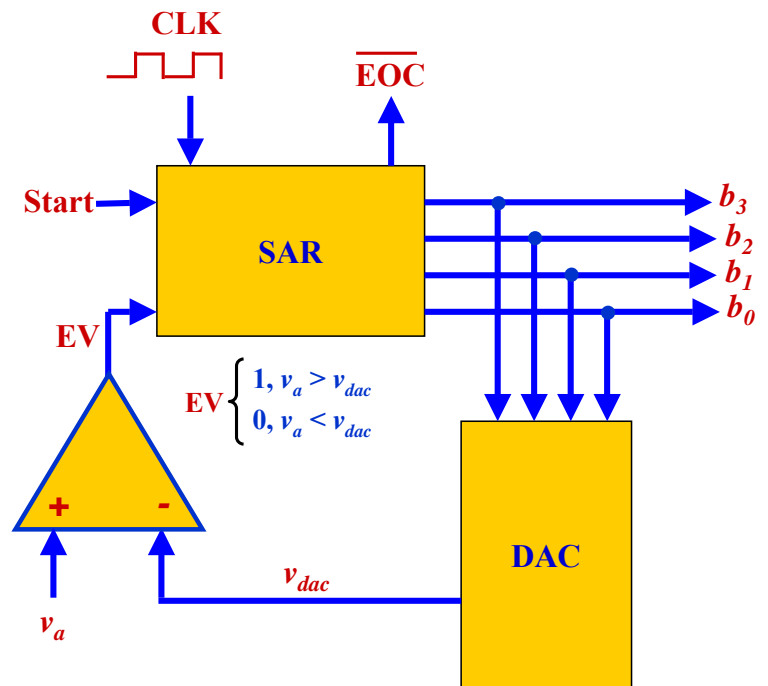 CLK
EOC
Start
SAR
b3
b2
b1
b0
EV
EV { 1, va > vdac
0, va < vdac
+ -
DAC
vdac
va